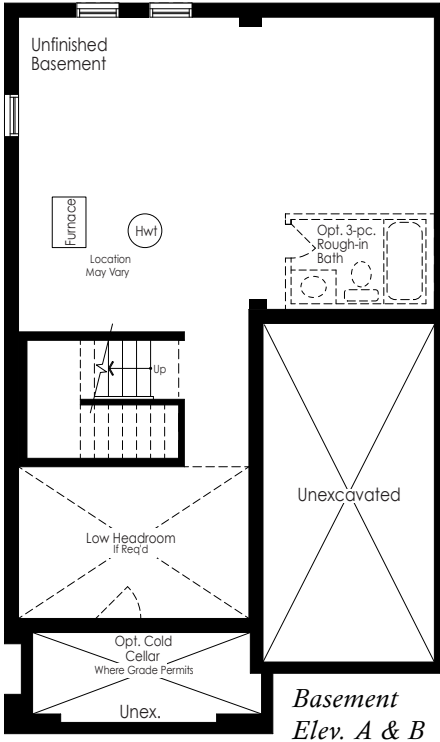 Unfinished
Basement
Furnace
Hwt
Location
May Vary
Opt. 3-pc.
Rough-in
Bath
Up
Unexcavated
Low Headroom
If Req'd
Opt. Cold
Cellar
Where Grade Permits
Unex.
Basement
Elev. A & B